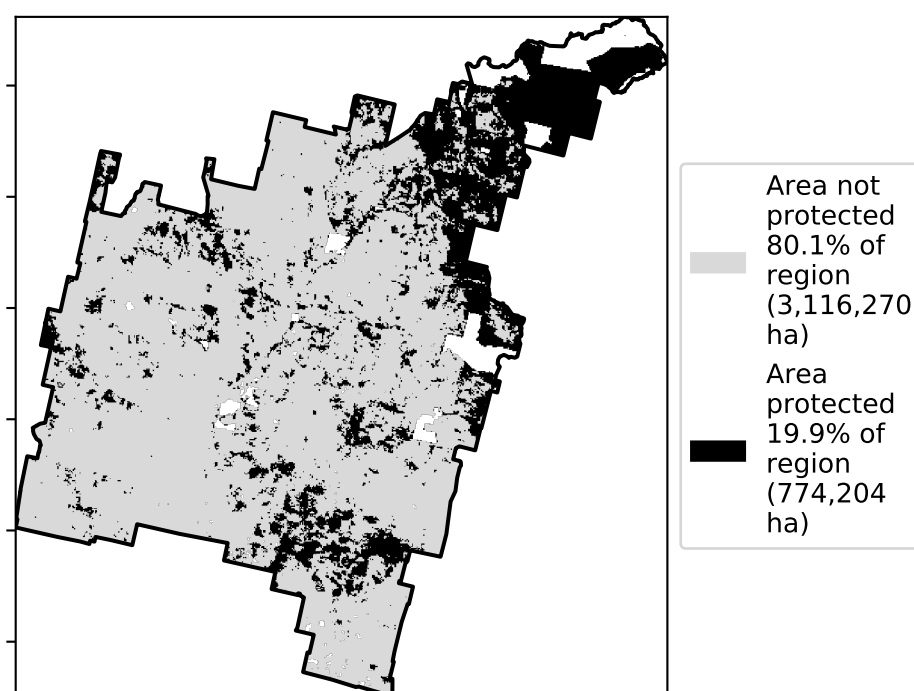 Area not
protected
80.1% of
region
(3,116,270
ha)
Area
protected
19.9% of
region
(774,204
ha)